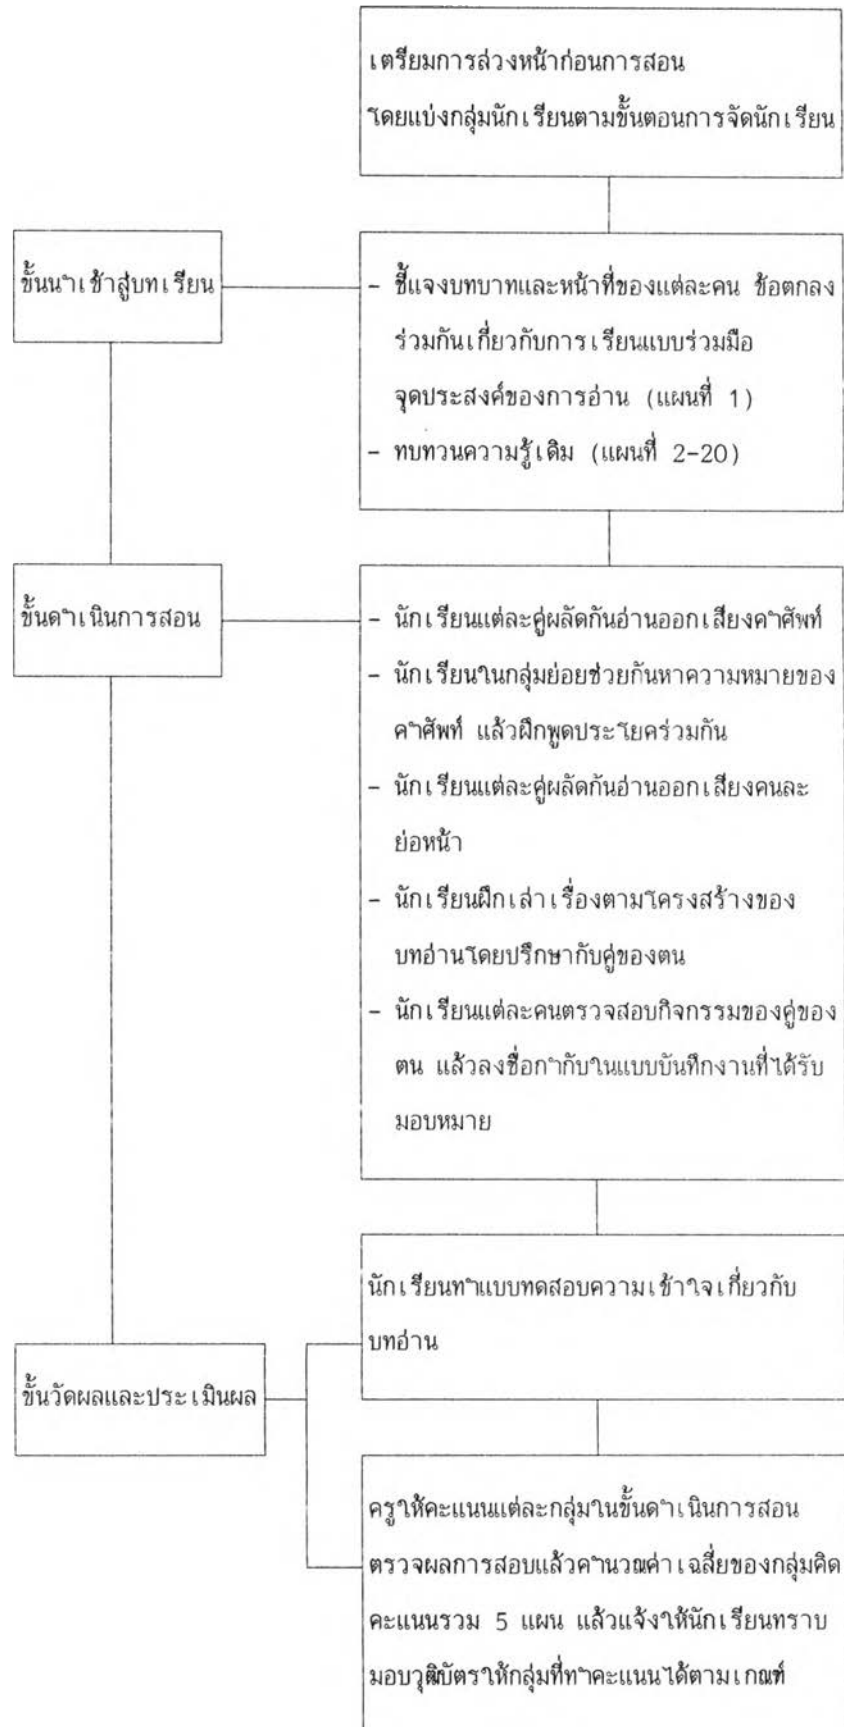 เตรียมการล่วงหน้าก่อนการสอน
โดยแบ่งกลุ่มนักเรียนตามขั้นตอนการจัดนักเรียน
ขั้นนำเข้าสู่บทเรียน
- ชี้แจงบทบาทและหน้าที่ของแต่ละคน ข้อตกลง
ร่วมกันเกี่ยวกับการเรียนแบบร่วมมือ
จุดประสงค์ของการอ่าน (แผนที่ 1)
- ทบทวนความรู้เดิม (แผนที่ 2-20)
ขั้นดำเนินการสอน
- นักเรียนแต่ละคู่ผลัดกันอ่านออกเสียงคำศัพท์
- นักเรียนในกลุ่มย่อยช่วยกันหาความหมายของ
คำศัพท์ แล้วฝึกพูดประโยคร่วมกัน
- นักเรียนแต่ละคู่ผลัดกันอ่านออกเสียงคนละ
ย่อหน้า
- นักเรียนฝึกเล่าเรื่องตามโครงสร้างของ
บทอ่านโดยปรึกษากับคู่ของตน
- นักเรียนแต่ละคนตรวจสอบกิจกรรมของคู่ของ
ตน แล้วลงชื่อกำกับในแบบบันทึกงานที่ได้รับ
มอบหมาย
นักเรียนทำแบบทดสอบความเข้าใจเกี่ยวกับ
บทอ่าน
ขั้นวัดผลและประเมินผล
ครูให้คะแนนแต่ละกลุ่มในขั้นดำเนินการสอน
ตรวจผลการสอบแล้วคำนวณค่าเฉลี่ยของกลุ่มคิด
คะแนนรวม 5 แผน แล้วแจ้งให้นักเรียนทราบ
มอบวุฒิบัตรให้กลุ่มที่ทำคะแนนได้ตามเกณฑ์